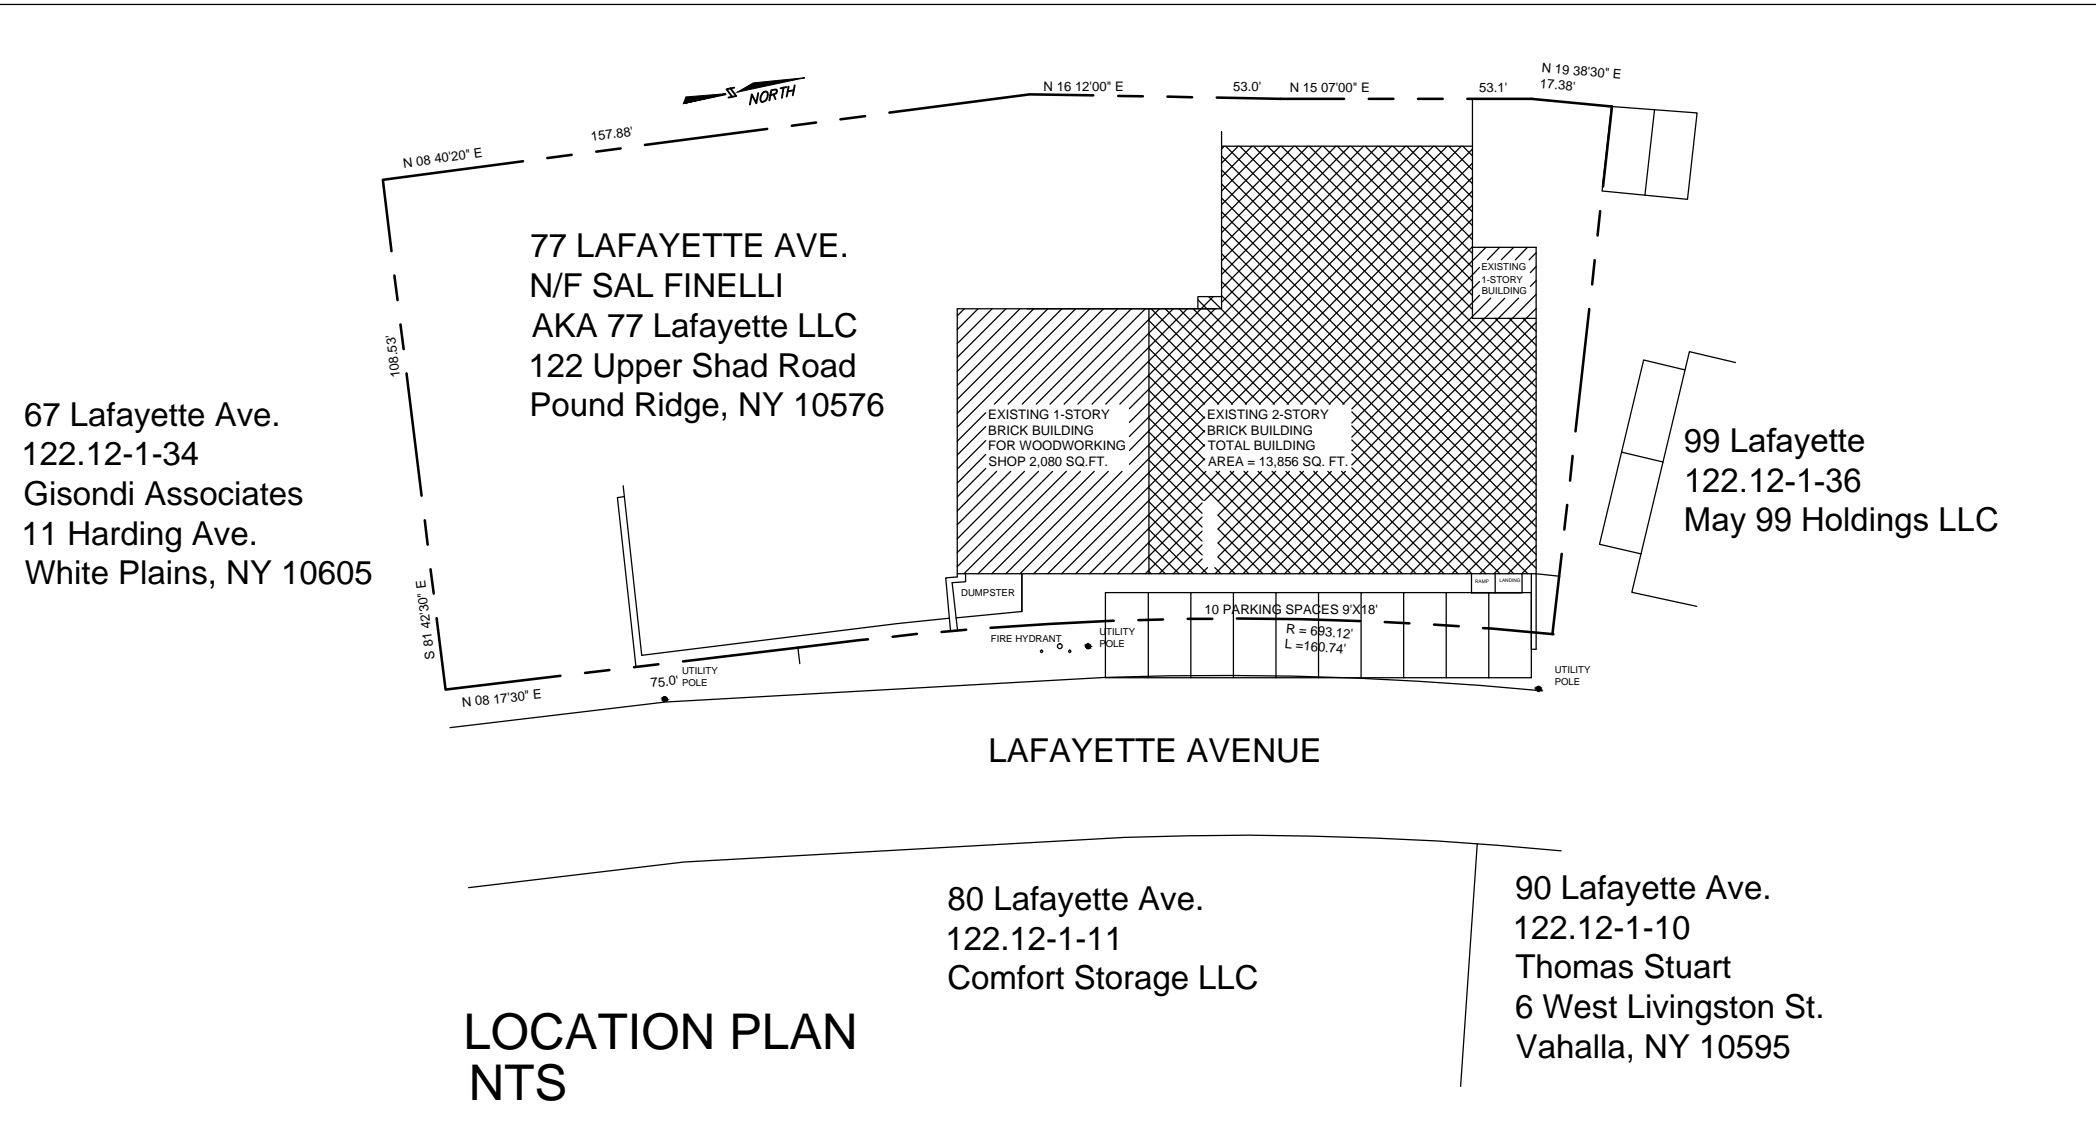 N 19 38'30" E
17.38'
N 16 12'00" E
53.0'
N 15 07'00" E
53.1'
NORTH
157.88'
N 08 40'20" E
77 LAFAYETTE AVE.
N/F SAL FINELLI
AKA 77 Lafayette LLC
122 Upper Shad Road
Pound Ridge, NY 10576
EXISTING
1-STORY
BUILDING
108.53'
67 Lafayette Ave.
122.12-1-34
Gisondi Associates
11 Harding Ave.
White Plains, NY 10605
EXISTING 1-STORY
BRICK BUILDING
FOR WOODWORKING
SHOP 2,080 SQ.FT.
EXISTING 2-STORY
BRICK BUILDING
TOTAL BUILDING
AREA = 13,856 SQ. FT.
99 Lafayette
122.12-1-36
May 99 Holdings LLC
S 81 42'30" E
DUMPSTER
RAMP
LANDING
10 PARKING SPACES 9'X18'
R = 693.12'
L =160.74'
FIRE HYDRANT
UTILITY
POLE
UTILITY
POLE
75.0'
N 08 17'30" E
UTILITY
POLE
LAFAYETTE AVENUE
80 Lafayette Ave.
122.12-1-11
Comfort Storage LLC
90 Lafayette Ave.
122.12-1-10
Thomas Stuart
6 West Livingston St.
Vahalla, NY 10595
LOCATION PLAN
NTS